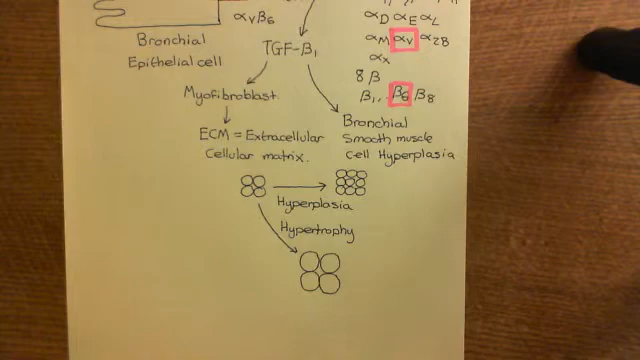 αVβ6
Bronchial
Epithelial cell
TGF-β1
Myofibroblast
ECM = Extracellular
Cellular matrix.
αD αE αL
αM αV α2B
αX
8 β
β1,.. β6 β8
Bronchial
Smooth muscle
Cell Hyperplasia
Hyperplasia
Hypertrophy